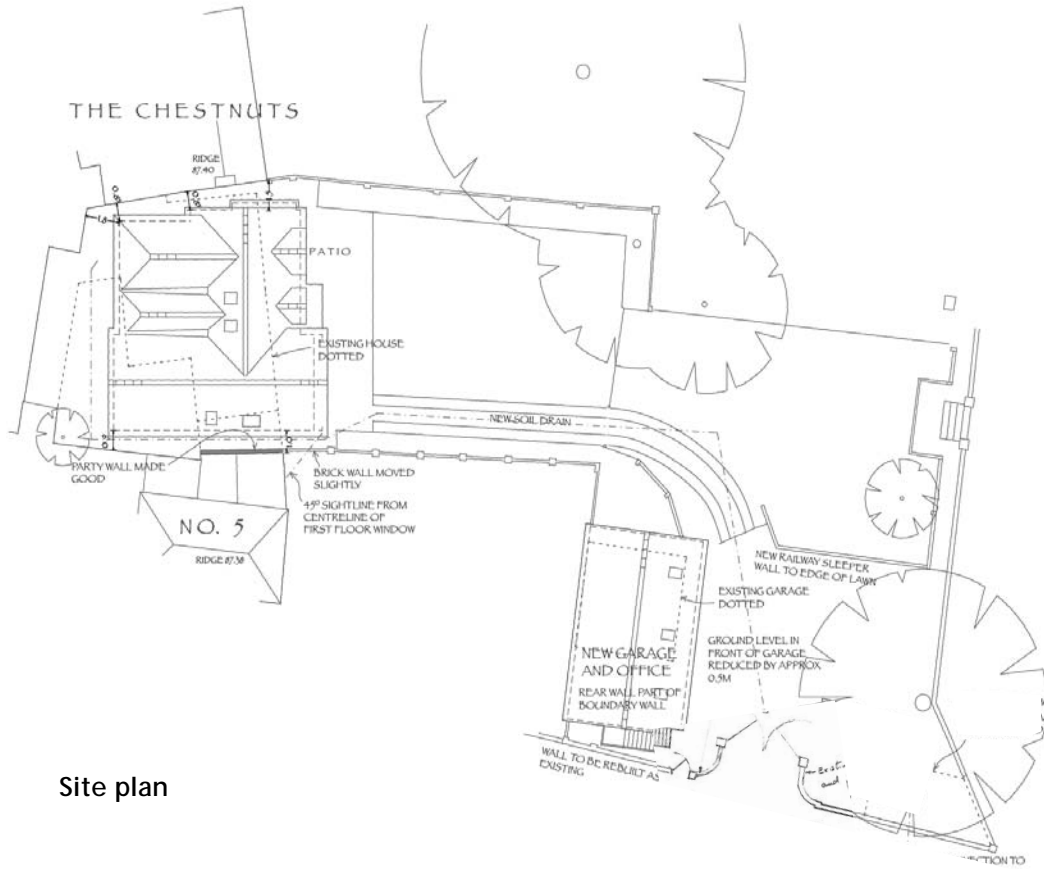 THE CHESTNUTS
RIDGE
87.40
PATIO
EXISTING HOUSE
DOTTED
NEW SOIL DRAIN
PARTY WALL MADE
GOOD
BRICK WALL MOVED
SLIGHTLY
45° SIGHTLINE FROM
CENTRELINE OF
FIRST FLOOR WINDOW
NO. 5
RIDGE 87.38
NEW RAILWAY SLEEPER
WALL TO EDGE OF LAWN
EXISTING GARAGE
DOTTED
GROUND LEVEL IN
FRONT OF GARAGE
REDUCED BY APPROX
0.5M
NEW GARAGE
AND OFFICE
REAR WALL PART OF
BOUNDARY WALL
WALL TO BE REBUILT AS
EXISTING
and
Site plan
TO